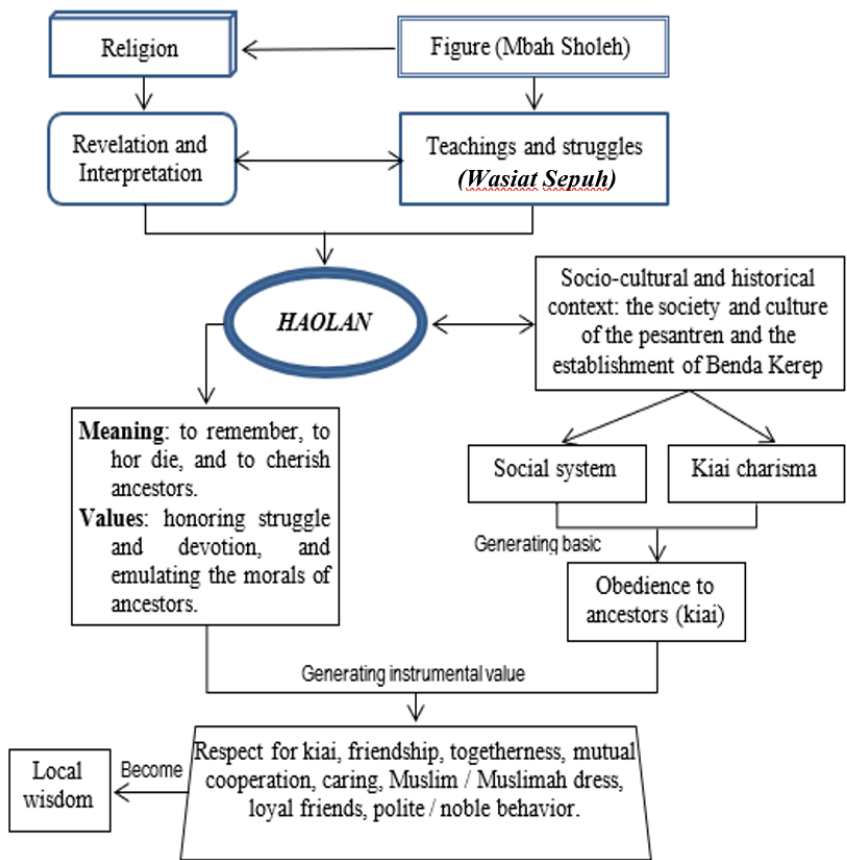 Religion
Figure (Mbah Sholeh)
Revelation and
Interpretation
Teachings and struggles
(Wasiat Sepuh)
HAOLAN
Socio-cultural and historical
context: the society and culture
of the pesantren and the
establishment of Benda Kerep
Meaning: to remember, to
hor die, and to cherish
ancestors.
Values: honoring struggle
and devotion, and
emulating the morals of
ancestors.
Social system
Kiai charisma
Generating basic
Obedience to
ancestors (kiai)
Generating instrumental value
Respect for kiai, friendship, togetherness, mutual
cooperation, caring, Muslim / Muslimah dress,
loyal friends, polite / noble behavior.
Become
Local
wisdom